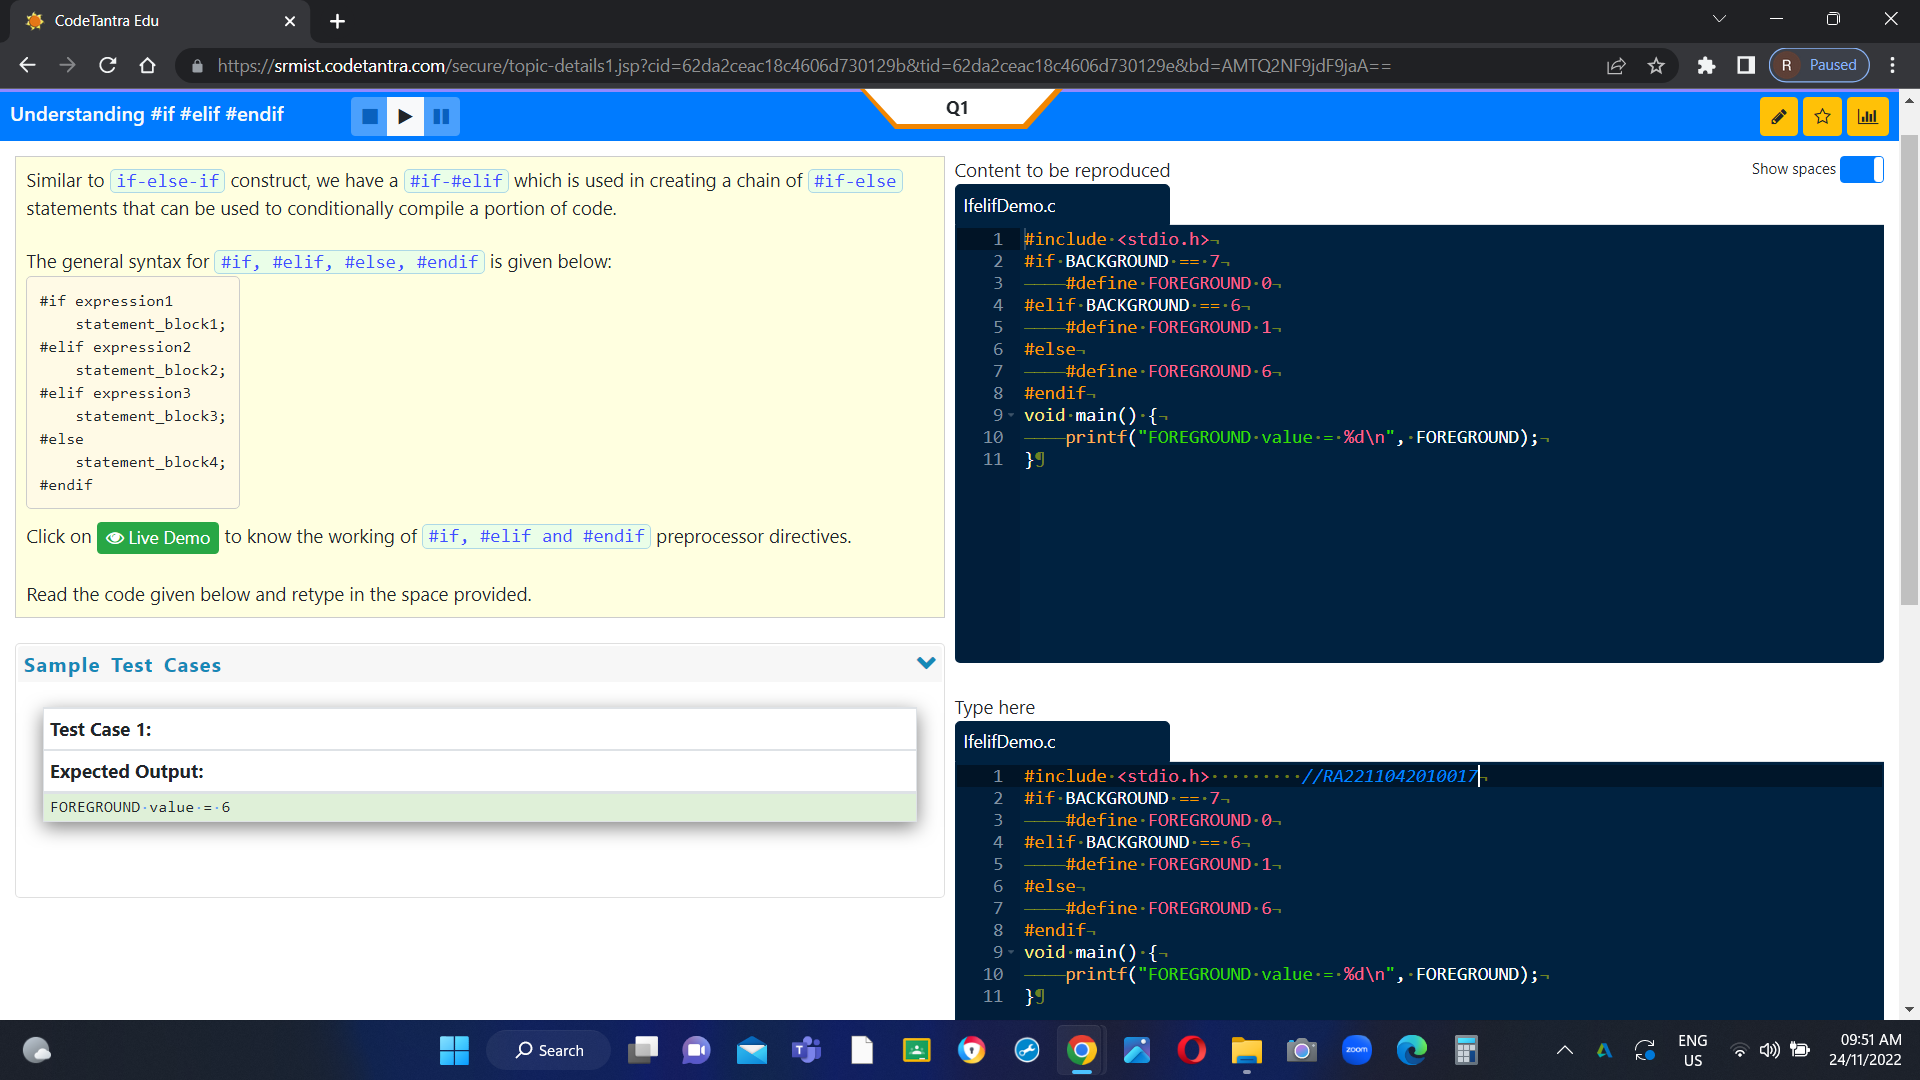 CodeTantra Edu
https://srmist.codetantra.com/secure/topic-details1.jsp?cid=62da2ceac18c4606d730129b&tid=62da2ceac18c4606d730129e&bd=AMTQ2NF9jdF9jaA==
R Paused
Understanding #if #elif #endif
Q1
Similar to if-else-if construct, we have a #if-#elif which is used in creating a chain of #if-else
statements that can be used to conditionally compile a portion of code.
The general syntax for #if, #elif, #else, #endif is given below:
#if expression1
statement_block1;
#elif expression2
statement_block2;
#elif expression3
statement_block3;
#else
statement_block4;
#endif
Click on Live Demo to know the working of #if, #elif and #endif preprocessor directives.
Read the code given below and retype in the space provided.
Sample Test Cases
Test Case 1:
Expected Output:
FOREGROUND·value·=·6
Content to be reproduced
Show spaces
IfelifDemo.c
1 #include·<stdio.h>¬
2 #if·BACKGROUND·==·7¬
3 ————#define·FOREGROUND·0¬
4 #elif·BACKGROUND·==·6¬
5 ————#define·FOREGROUND·1¬
6 #else¬
7 ————#define·FOREGROUND·6¬
8 #endif¬
9 void·main()·{¬
10 ————printf("FOREGROUND·value·=·%d\n",·FOREGROUND);¬
11 }¶
Type here
IfelifDemo.c
1 #include·<stdio.h>·········//RA2211042010017¬
2 #if·BACKGROUND·==·7¬
3 ————#define·FOREGROUND·0¬
4 #elif·BACKGROUND·==·6¬
5 ————#define·FOREGROUND·1¬
6 #else¬
7 ————#define·FOREGROUND·6¬
8 #endif¬
9 void·main()·{¬
10 ————printf("FOREGROUND·value·=·%d\n",·FOREGROUND);¬
11 }¶
Search
zoom
ENG
US
09:51 AM
24/11/2022